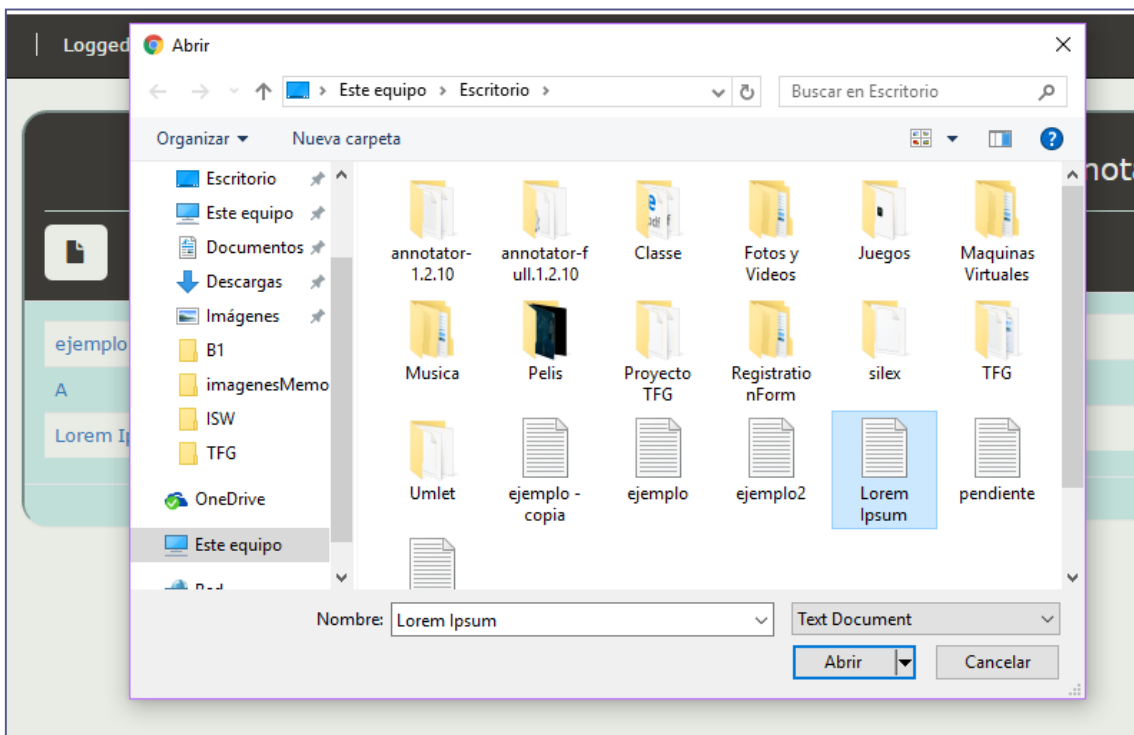 Logged
Abrir
Este equipo
Escritorio
Buscar en Escritorio
Organizar
Nueva carpeta
Escritorio
Este equipo
Documentos
Descargas
Imágenes
B1
imagenesMemo
ISW
TFG
OneDrive
Este equipo
annotator-
1.2.10
annotator-f
ull.1.2.10
Classe
Fotos y
Videos
Juegos
Maquinas
Virtuales
Musica
Pelis
Proyecto
TFG
Registratio
nForm
silex
TFG
Umlet
ejemplo -
copia
ejemplo
ejemplo2
Lorem
Ipsum
pendiente
Nombre:
Lorem Ipsum
Text Document
Abrir
Cancelar
ejemplo
A
Lorem